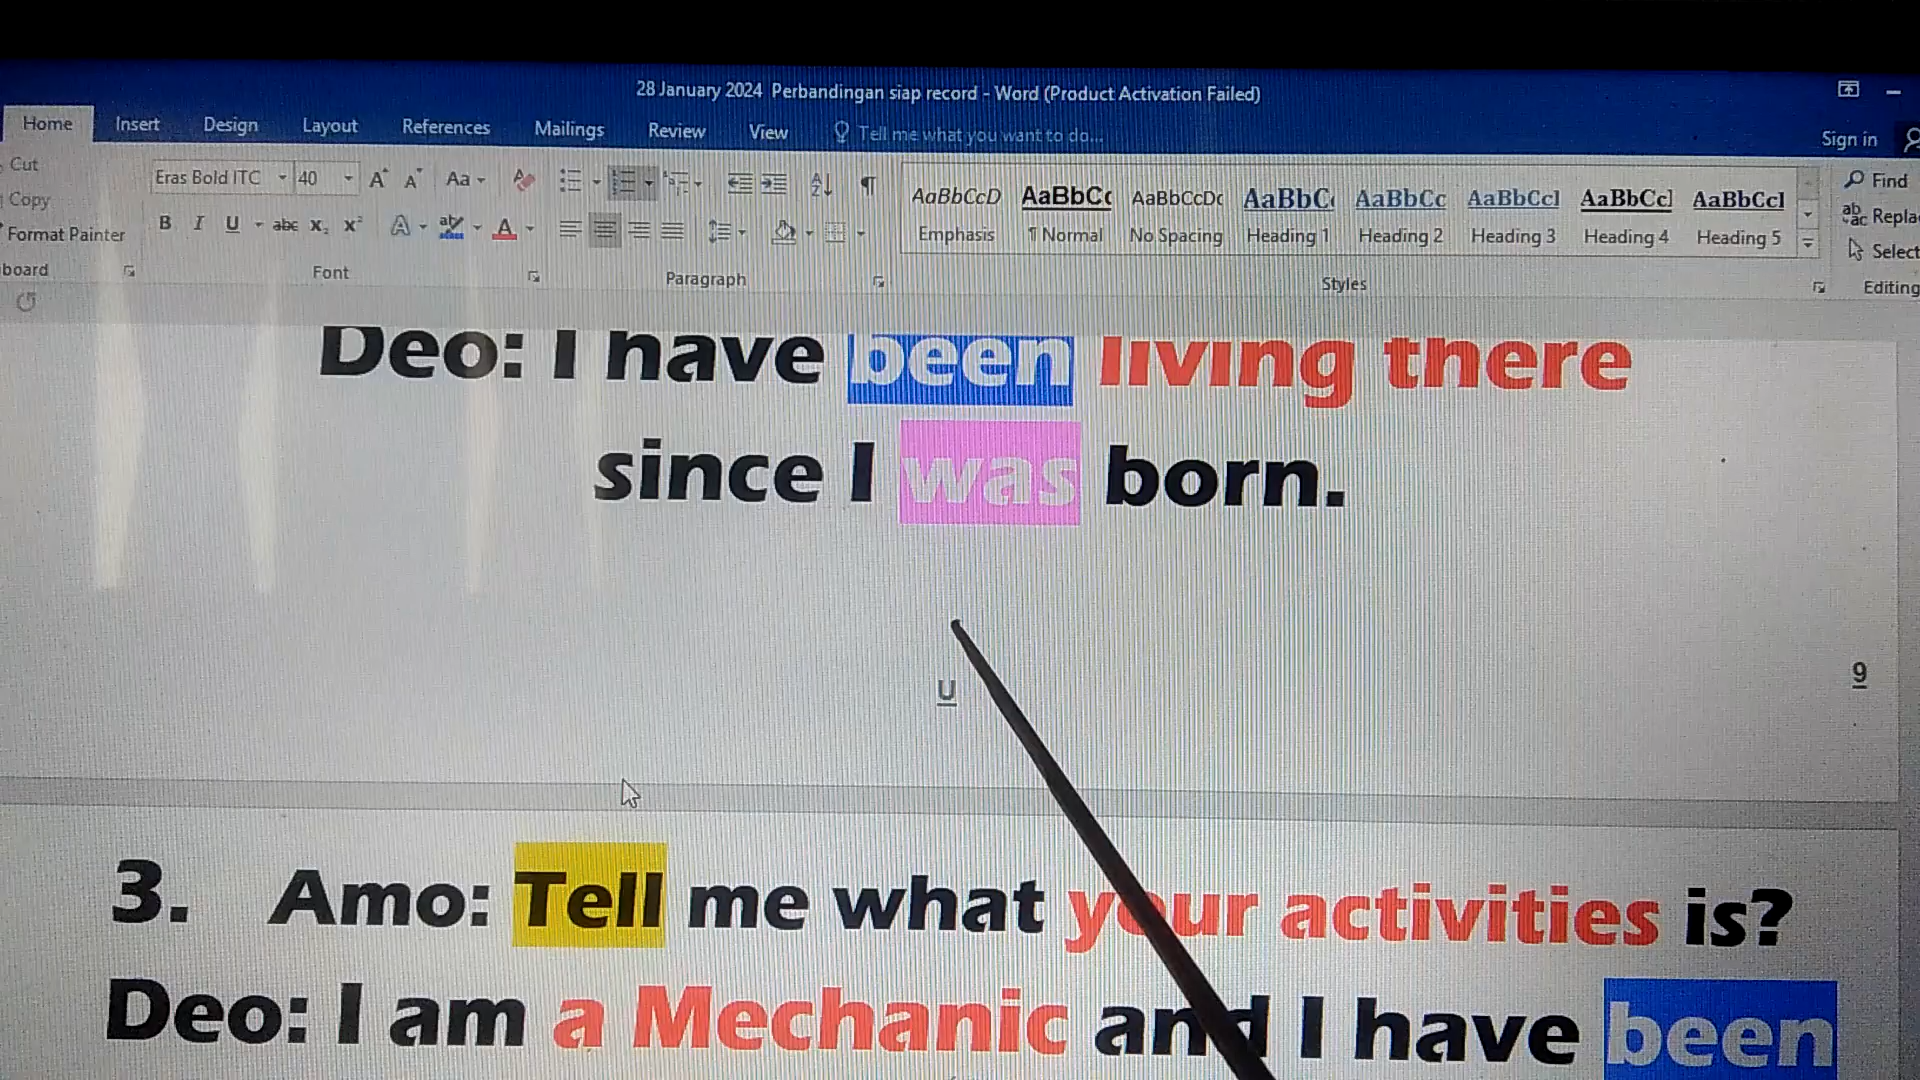 28 January 2024 Perbandingan siap record - Word (Product Activation Failed)
Home Insert Design Layout References Mailings Review View Tell me what you want to do... Sign in
Cut
Copy
Format Painter
board
Eras Bold ITC 40
Font
Paragraph
AaBbCcD AaBbCc AaBbCcDc AaBbC AaBbCc AaBbCcl AaBbCcl AaBbCcl
Emphasis ¶ Normal No Spacing Heading 1 Heading 2 Heading 3 Heading 4 Heading 5
Styles
Find
Repla
Select
Editing
Deo: I have been living there
since I was born.
U
9
3. Amo: Tell me what your activities is?
Deo: I am a Mechanic and I have been